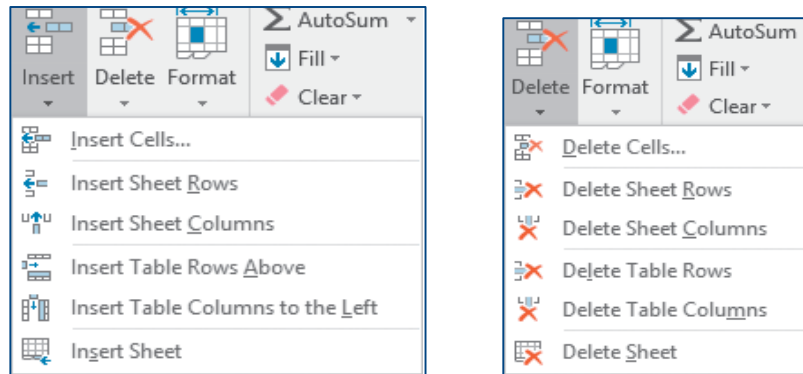 AutoSum
Insert Delete Format
Fill
Clear
Insert Cells...
Insert Sheet Rows
Insert Sheet Columns
Insert Table Rows Above
Insert Table Columns to the Left
Insert Sheet
AutoSum
Delete Format
Fill
Clear
Delete Cells...
Delete Sheet Rows
Delete Sheet Columns
Delete Table Rows
Delete Table Columns
Delete Sheet